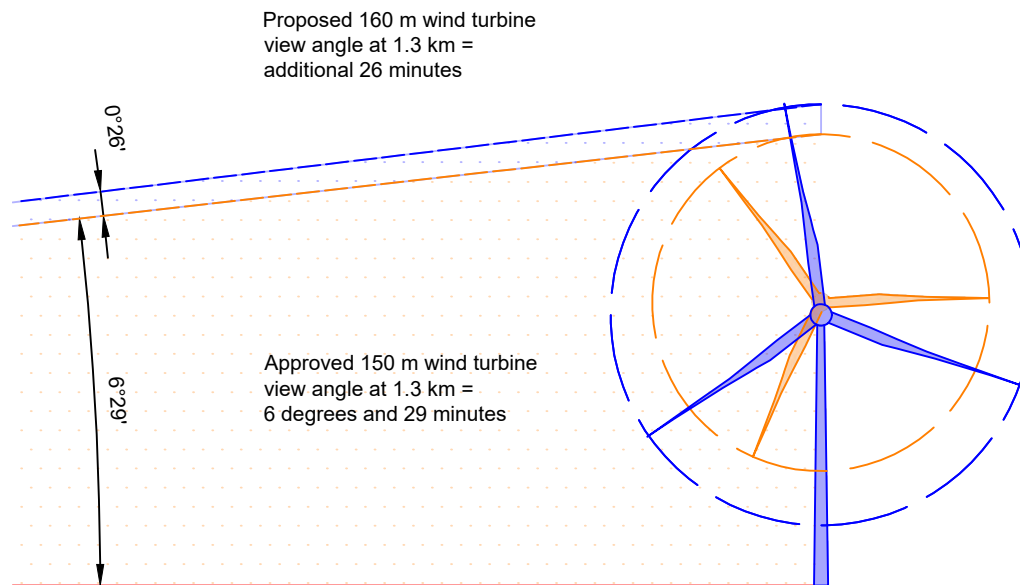 Proposed 160 m wind turbine
view angle at 1.3 km =
additional 26 minutes
0°26'
Approved 150 m wind turbine
view angle at 1.3 km =
6 degrees and 29 minutes
6°29'